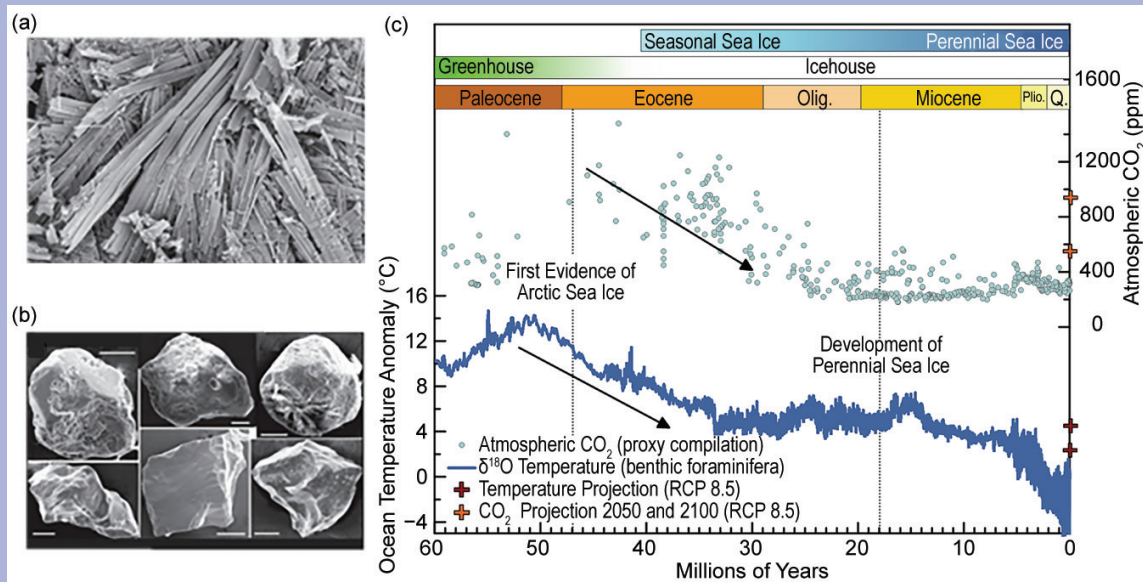 (a)
(b)
(c)
Seasonal Sea Ice Perennial Sea Ice
Greenhouse Icehouse
Paleocene Eocene Olig. Miocene Plio. Q.
1600
1200
800
400
0
Atmospheric CO₂ (ppm)
First Evidence of
Arctic Sea Ice
Development of
Perennial Sea Ice
Ocean Temperature Anomaly (°C)
16
12
8
4
0
−4
Atmospheric CO₂ (proxy compilation)
δ¹⁸O Temperature (benthic foraminifera)
Temperature Projection (RCP 8.5)
CO₂ Projection 2050 and 2100 (RCP 8.5)
60 50 40 30 20 10 0
Millions of Years